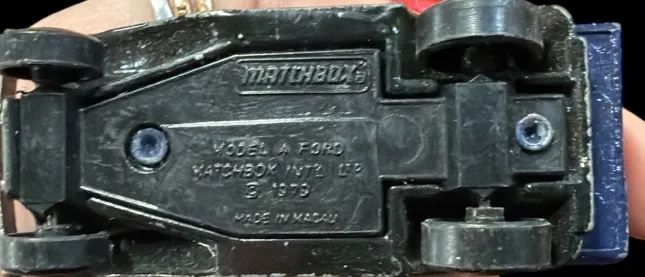 MATCHBOX®
MODEL A FORD
MATCHBOX INT'L LTD
© 1979
MADE IN MACAU